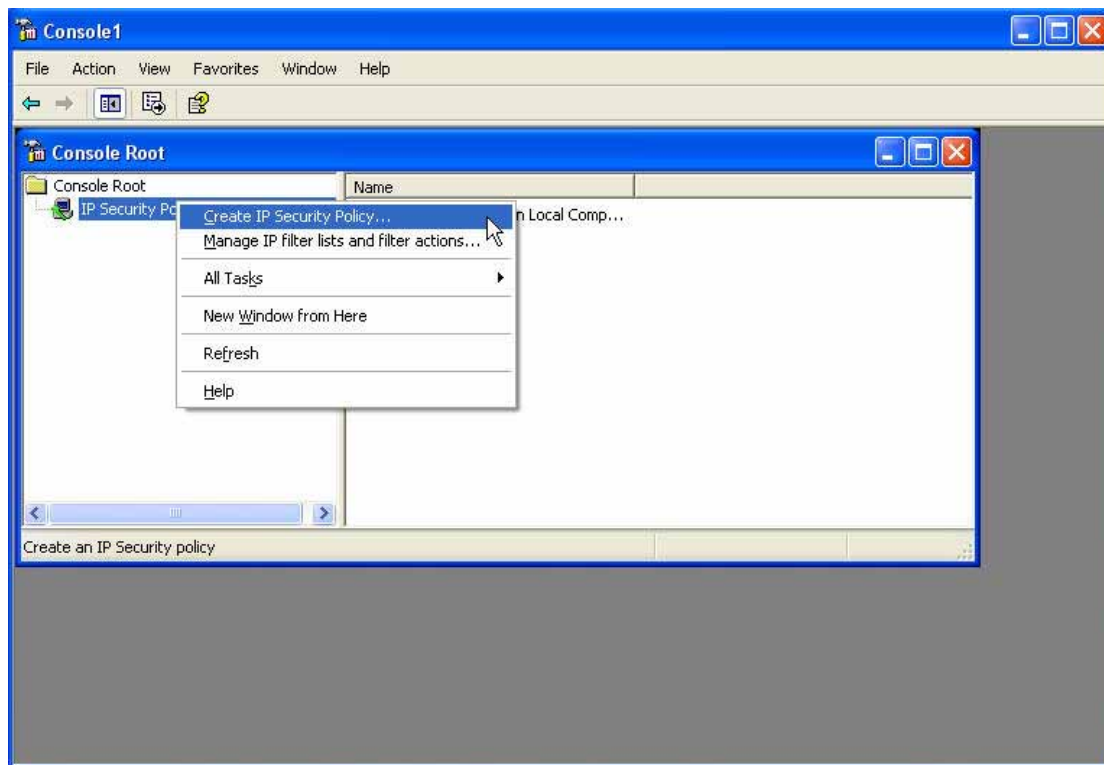 Console1
File Action View Favorites Window Help
Console Root
Console Root
Name
IP Security Po
n Local Comp...
Create IP Security Policy...
Manage IP filter lists and filter actions...
All Tasks
New Window from Here
Refresh
Help
Create an IP Security policy